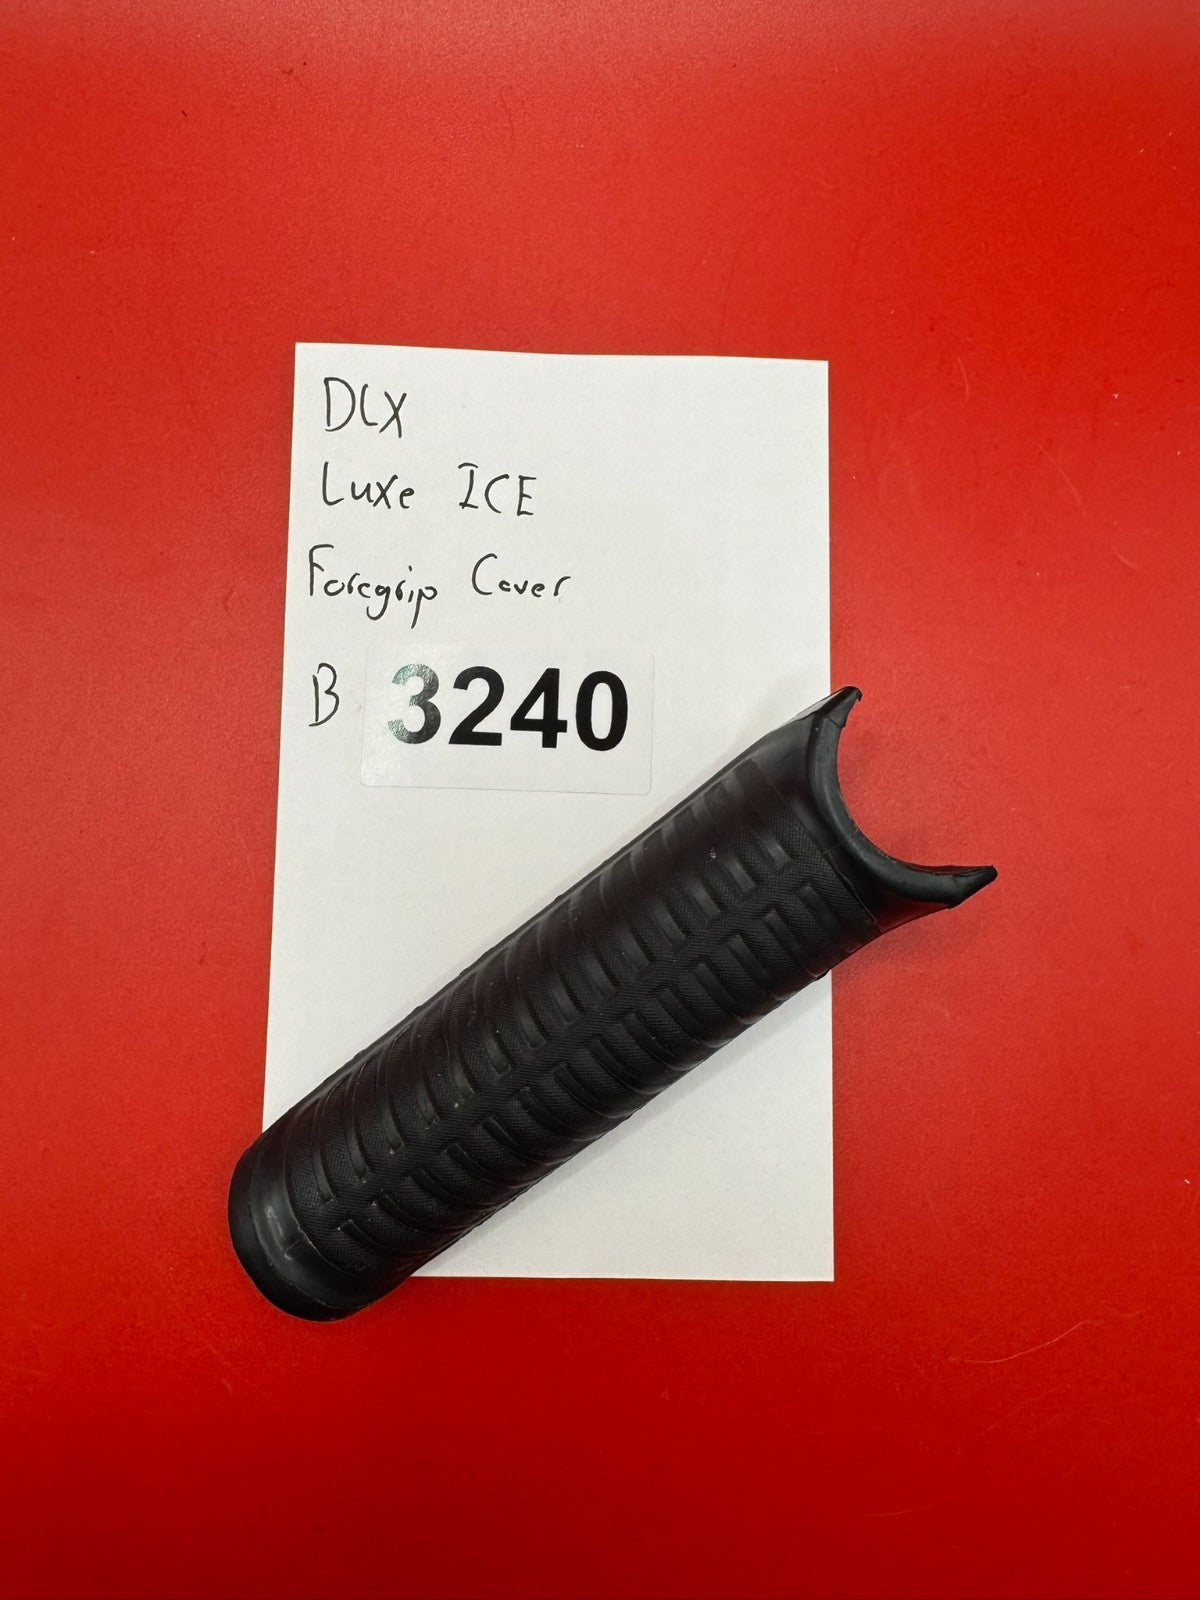 DLX
Luxe ICE
Foregrip Cover
B 3240